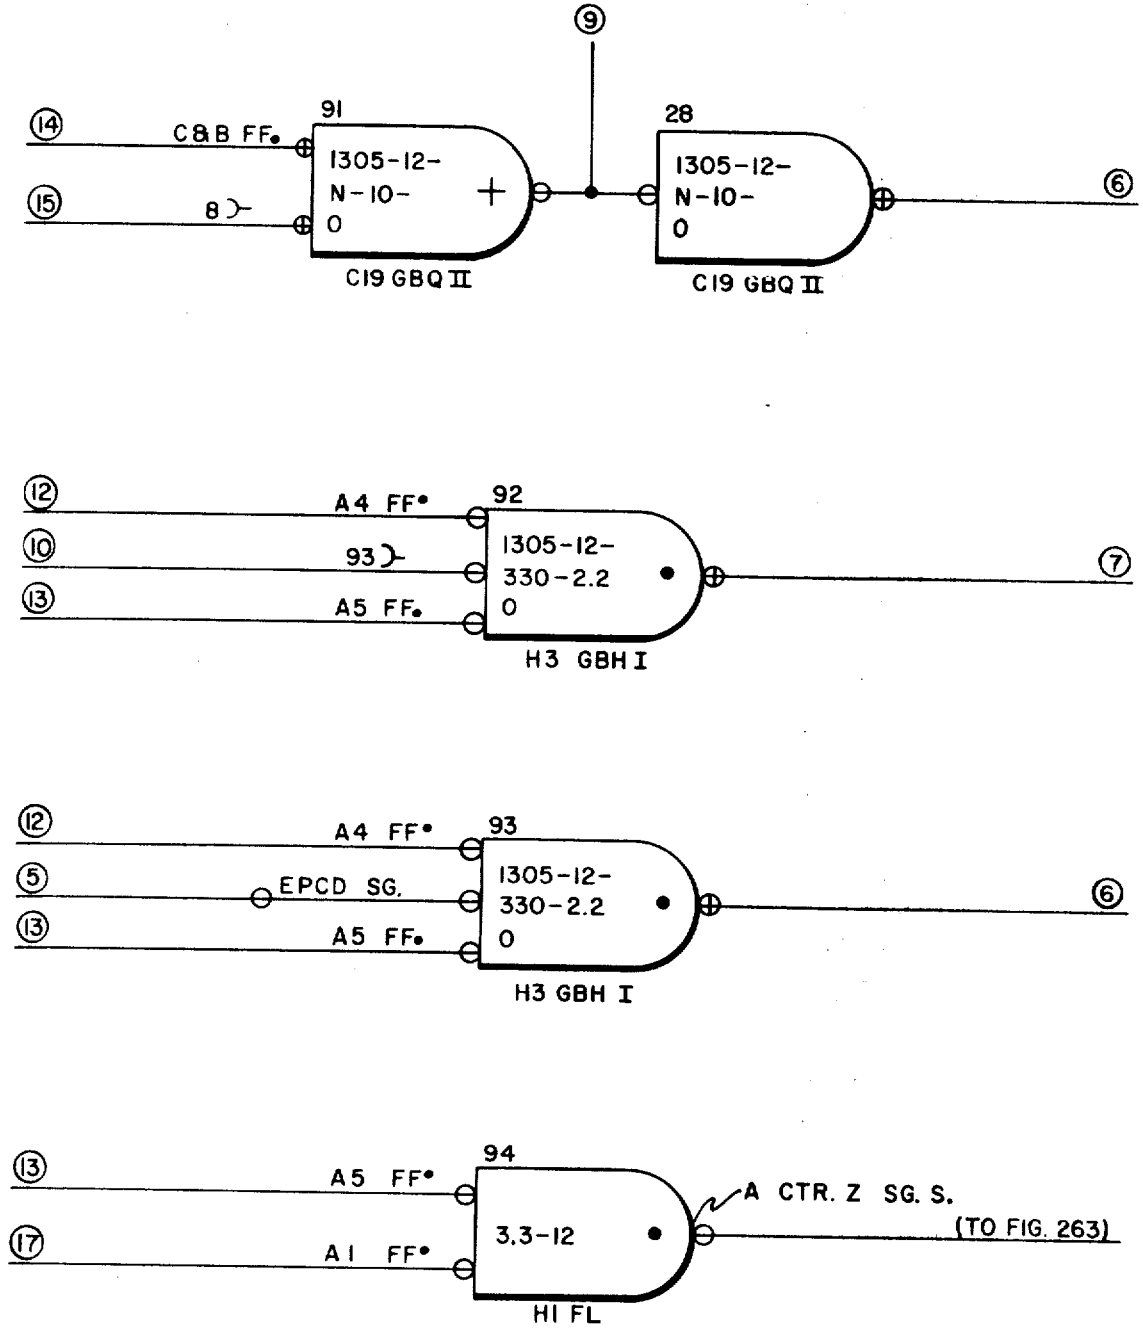 9
14
C&B FF.
91
28
1305-12-
N-10-
0
+
1305-12-
N-10-
0
15
8
6
C19 GBQ II
C19 GBQ II
12
A4 FF•
92
10
93
1305-12-
330-2.2
0
7
13
A5 FF.
H3 GBH I
12
A4 FF•
93
5
EPCD SG.
1305-12-
330-2.2
0
6
13
A5 FF.
H3 GBH I
13
A5 FF•
94
3.3-12
A CTR. Z SG. S.
(TO FIG. 263)
17
A1 FF•
H1 FL